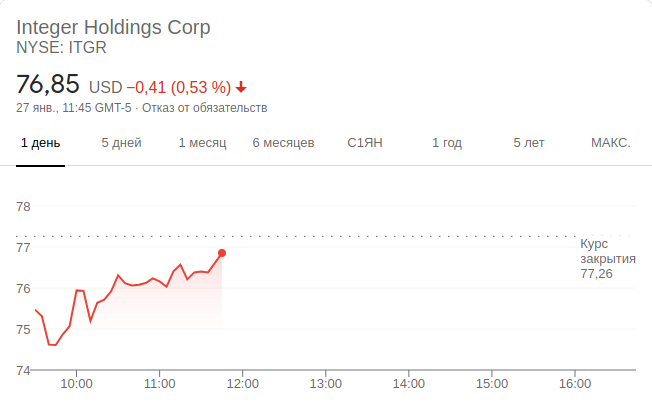 Integer Holdings Corp
NYSE: ITGR
76,85 USD −0,41 (0,53 %)
27 янв., 11:45 GMT-5 · Отказ от обязательств
1 день 5 дней 1 месяц 6 месяцев С1ЯН 1 год 5 лет МАКС.
78
77
76
75
74
Курс
закрытия
77,26
10:00 11:00 12:00 13:00 14:00 15:00 16:00